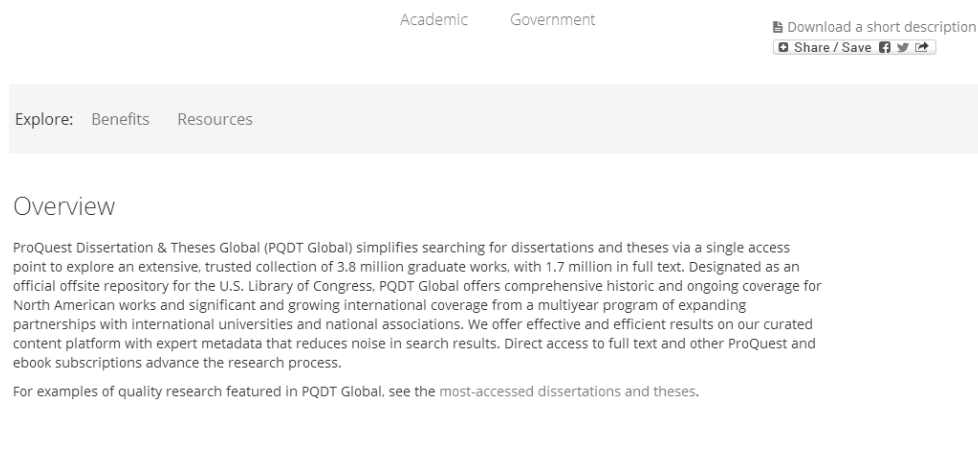 Academic Government
Download a short description
Share / Save
Explore: Benefits Resources
Overview
ProQuest Dissertation & Theses Global (PQDT Global) simplifies searching for dissertations and theses via a single access
point to explore an extensive, trusted collection of 3.8 million graduate works, with 1.7 million in full text. Designated as an
official offsite repository for the U.S. Library of Congress, PQDT Global offers comprehensive historic and ongoing coverage for
North American works and significant and growing international coverage from a multiyear program of expanding
partnerships with international universities and national associations. We offer effective and efficient results on our curated
content platform with expert metadata that reduces noise in search results. Direct access to full text and other ProQuest and
ebook subscriptions advance the research process.
For examples of quality research featured in PQDT Global, see the most-accessed dissertations and theses.